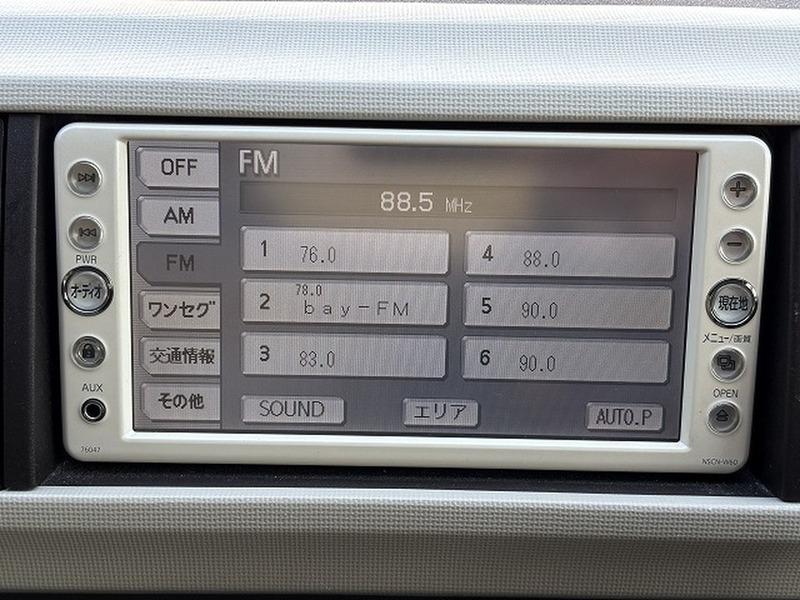 OFF
AM
FM
ワンセグ
交通情報
その他
FM
88.5 MHz
1 76.0
2 78.0 bay-FM
3 83.0
4 88.0
5 90.0
6 90.0
SOUND
エリア
AUTO.P
PWR
オーディオ
AUX
76047
現在地
メニュー/画質
OPEN
NSCN-W60